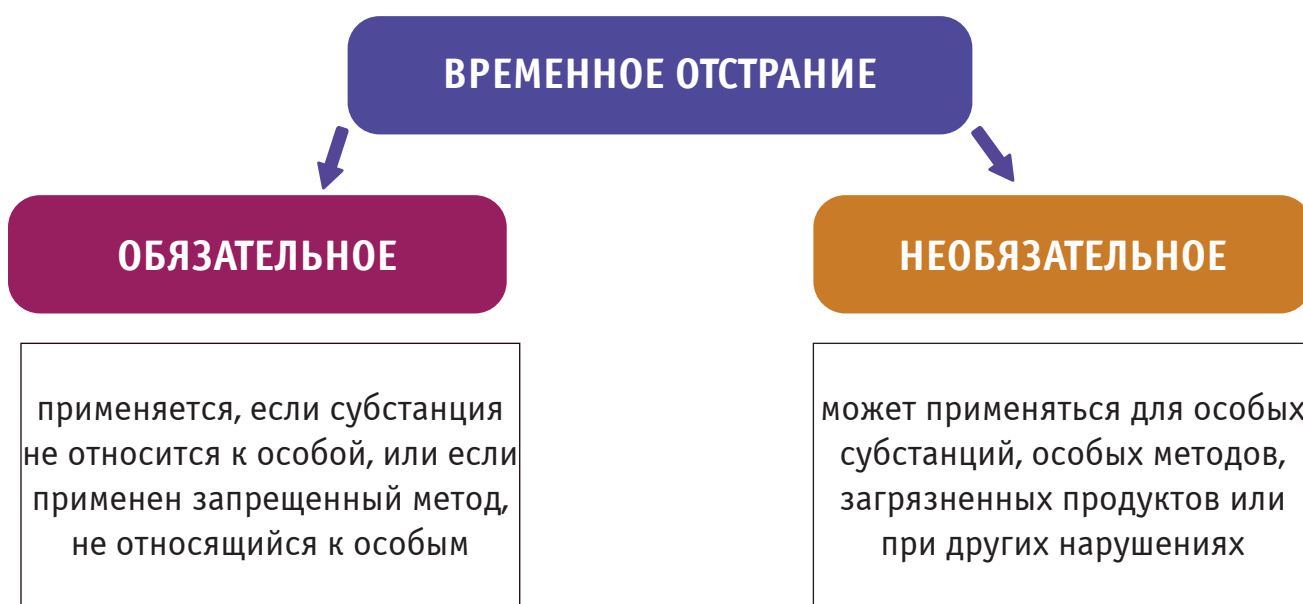 ВРЕМЕННОЕ ОТСТРАНИЕ
ОБЯЗАТЕЛЬНОЕ
применяется, если субстанция
не относится к особой, или если
применен запрещенный метод,
не относящийся к особым
НЕОБЯЗАТЕЛЬНОЕ
может применяться для особых
субстанций, особых методов,
загрязненных продуктов или
при других нарушениях